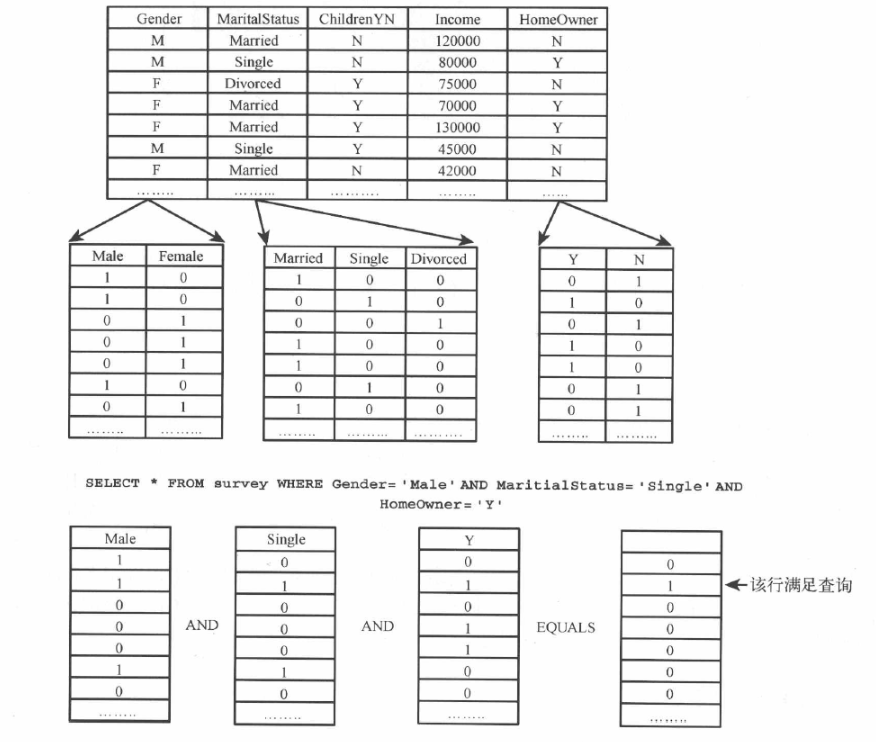 Gender MaritalStatus ChildrenYN Income HomeOwner
M Married N 120000 N
M Single N 80000 Y
F Divorced Y 75000 N
F Married Y 70000 Y
F Married Y 130000 Y
M Single Y 45000 N
F Married N 42000 N
........ ......... .......... ........ ......
Male Female
1 0
1 0
0 1
0 1
0 1
1 0
0 1
........ .........
Married Single Divorced
1 0 0
0 1 0
0 0 1
1 0 0
1 0 0
0 1 0
1 0 0
........ ......... ..........
Y N
0 1
1 0
0 1
1 0
1 0
0 1
0 1
........ .........
SELECT * FROM survey WHERE Gender='Male' AND MaritialStatus='Single' AND
HomeOwner='Y'
Male
1
1
0
0
0
1
0
........
AND
Single
0
1
0
0
0
1
0
........
AND
Y
0
1
0
1
1
0
0
........
EQUALS
0
1
0
0
0
0
0
........
该行满足查询